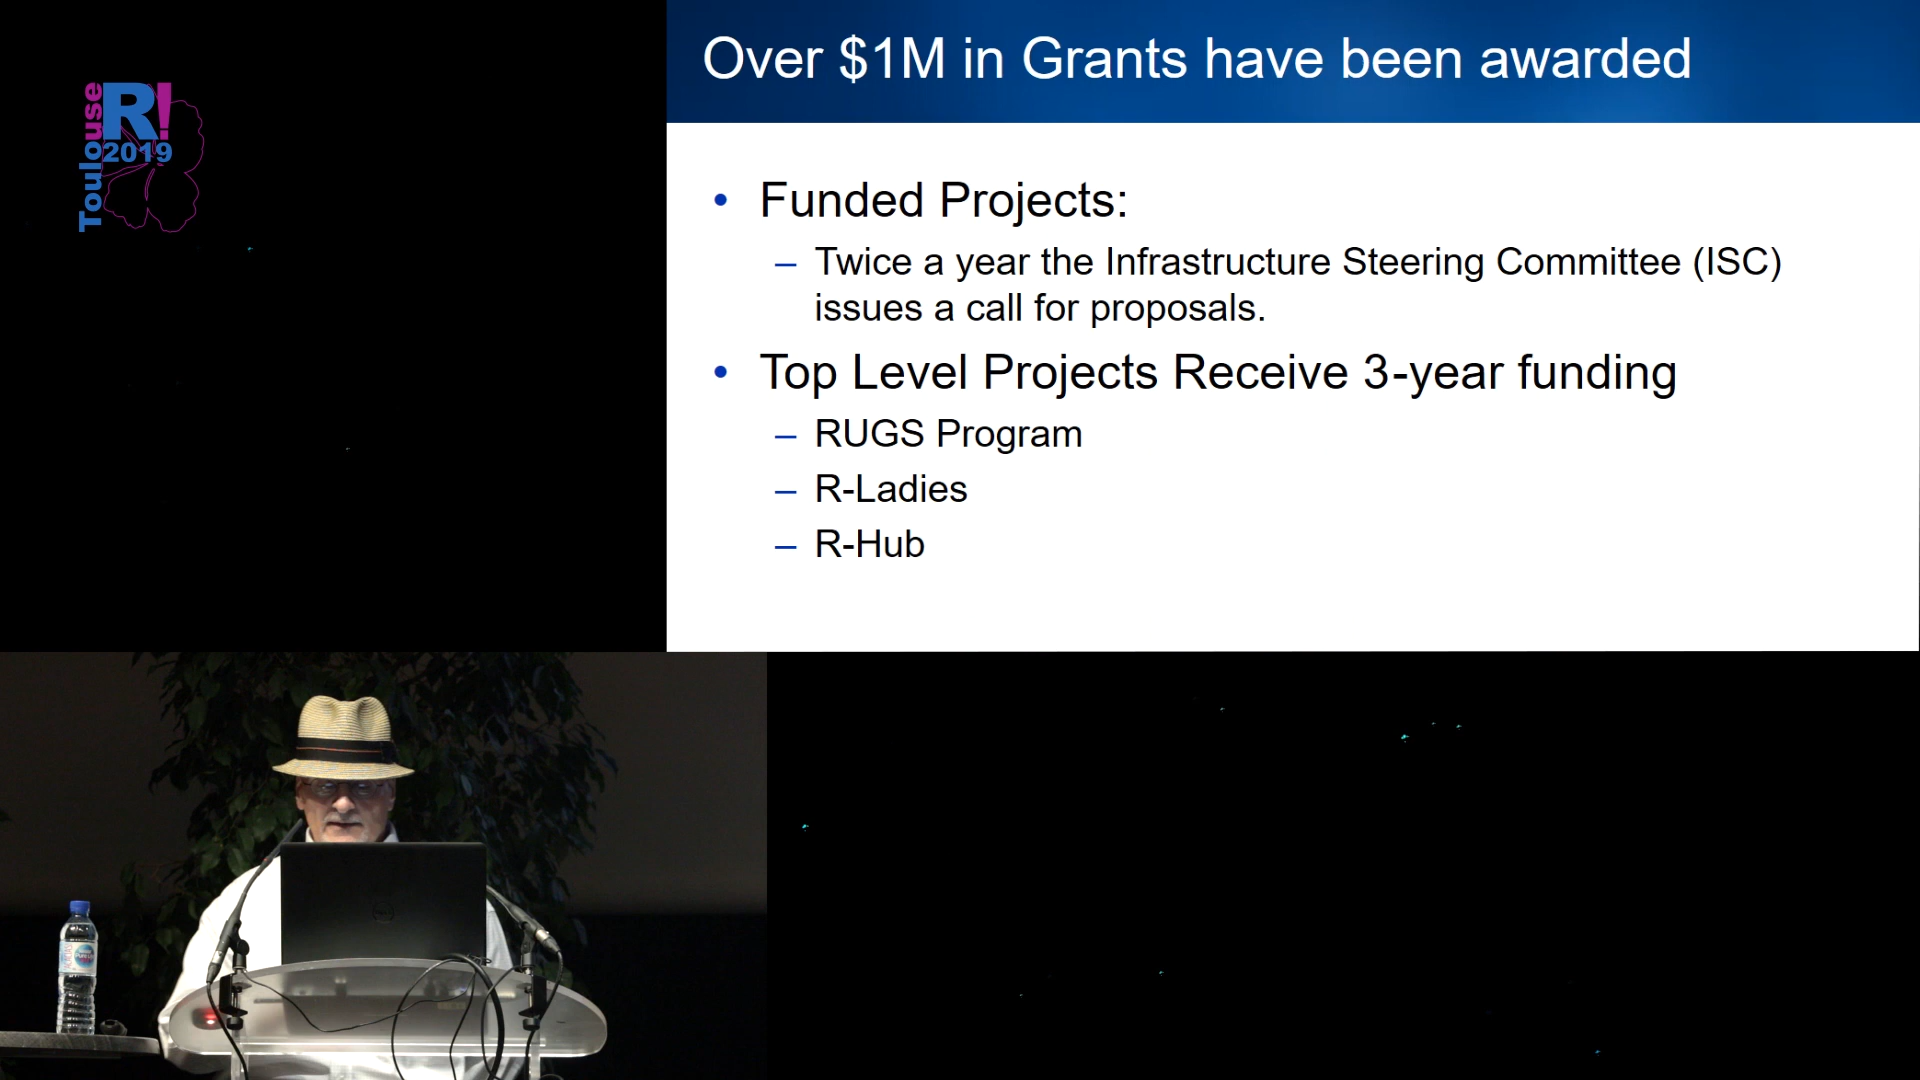 Toulouse
R!
2019
Over $1M in Grants have been awarded
• Funded Projects:
– Twice a year the Infrastructure Steering Committee (ISC)
issues a call for proposals.
• Top Level Projects Receive 3-year funding
– RUGS Program
– R-Ladies
– R-Hub